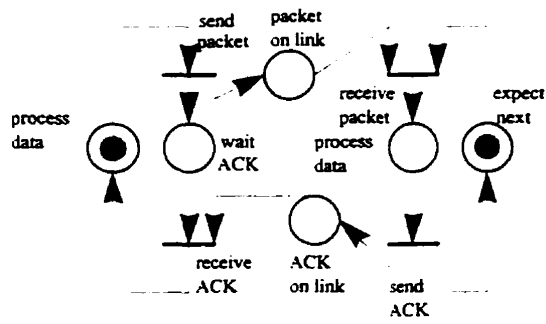 send
packet
packet
on link
process
data
wait
ACK
receive
packet
process
data
expect
next
receive
ACK
ACK
on link
send
ACK